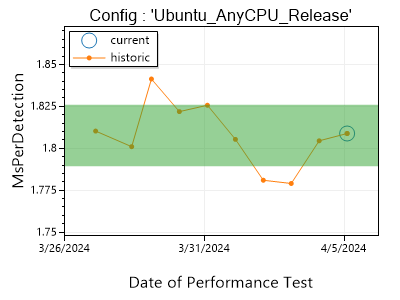 Config : 'Ubuntu_AnyCPU_Release'
current
historic
MsPerDetection
1.85
1.825
1.8
1.775
1.75
3/26/2024
3/31/2024
4/5/2024
Date of Performance Test